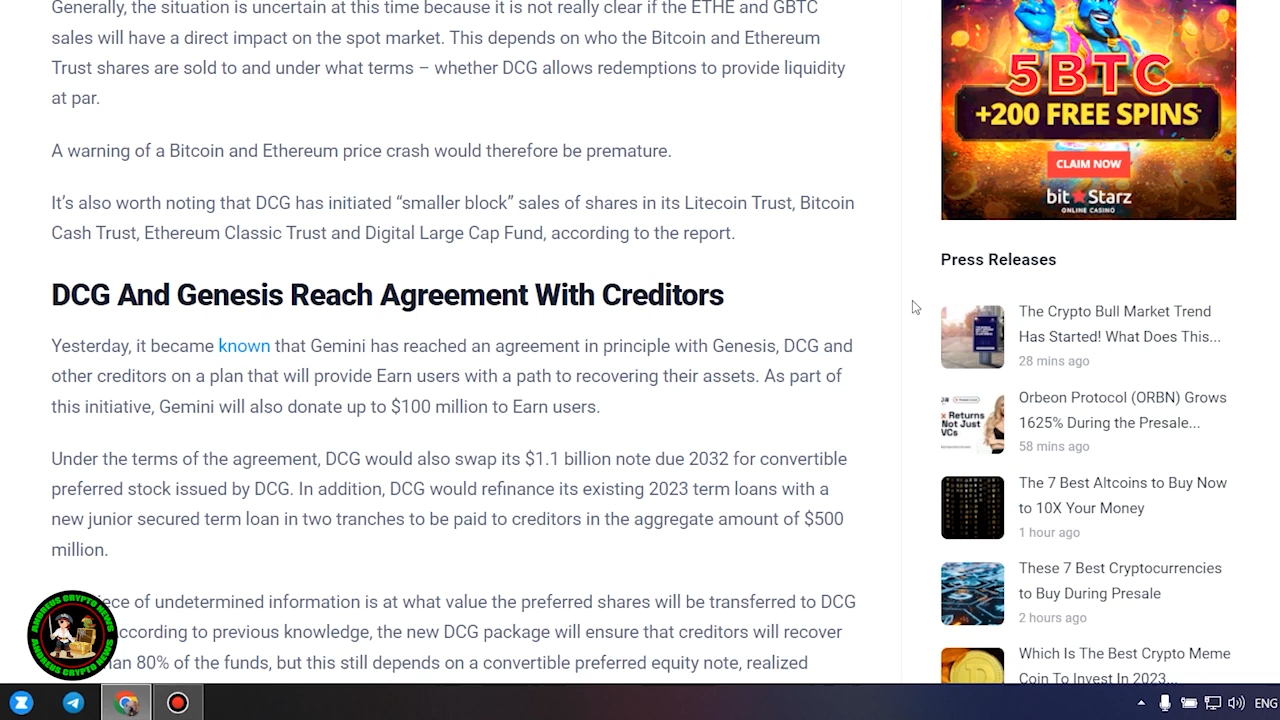 Generally, the situation is uncertain at this time because it is not really clear if the ETHE and GBTC
sales will have a direct impact on the spot market. This depends on who the Bitcoin and Ethereum
Trust shares are sold to and under what terms – whether DCG allows redemptions to provide liquidity
at par.
A warning of a Bitcoin and Ethereum price crash would therefore be premature.
It's also worth noting that DCG has initiated “smaller block” sales of shares in its Litecoin Trust, Bitcoin
Cash Trust, Ethereum Classic Trust and Digital Large Cap Fund, according to the report.
DCG And Genesis Reach Agreement With Creditors
Yesterday, it became known that Gemini has reached an agreement in principle with Genesis, DCG and
other creditors on a plan that will provide Earn users with a path to recovering their assets. As part of
this initiative, Gemini will also donate up to $100 million to Earn users.
Under the terms of the agreement, DCG would also swap its $1.1 billion note due 2032 for convertible
preferred stock issued by DCG. In addition, DCG would refinance its existing 2023 term loans with a
new junior secured term loan in two tranches to be paid to creditors in the aggregate amount of $500
million.
piece of undetermined information is at what value the preferred shares will be transferred to DCG
According to previous knowledge, the new DCG package will ensure that creditors will recover
than 80% of the funds, but this still depends on a convertible preferred equity note, realized
ANDREUS CRYPTO NEWS
ANDREUS CRYPTO NEWS
5BTC
+200 FREE SPINS
CLAIM NOW
bit Starz
ONLINE CASINO
Press Releases
The Crypto Bull Market Trend
Has Started! What Does This...
28 mins ago
Returns
Not Just
VCs
Orbeon Protocol (ORBN) Grows
1625% During the Presale...
58 mins ago
The 7 Best Altcoins to Buy Now
to 10X Your Money
1 hour ago
These 7 Best Cryptocurrencies
to Buy During Presale
2 hours ago
Which Is The Best Crypto Meme
Coin To Invest In 2023...
ENG